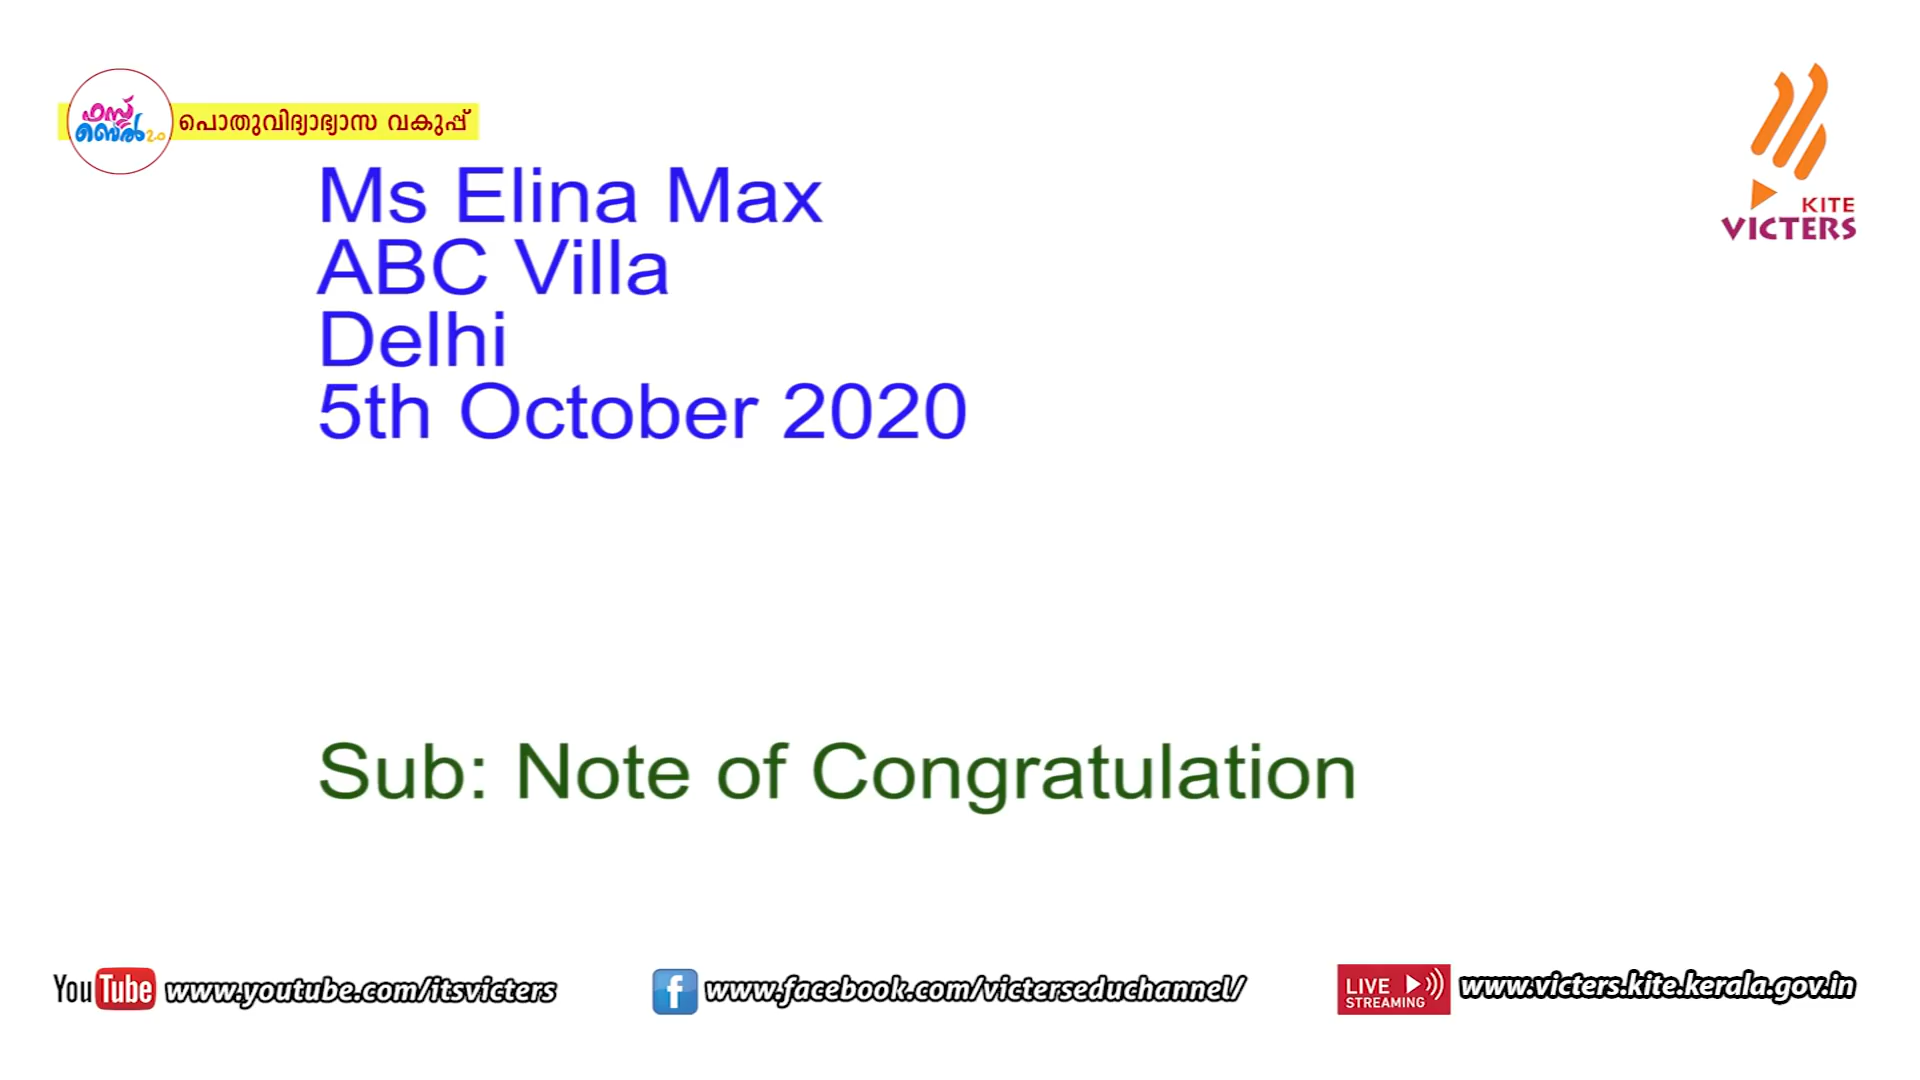 ഫസ്റ്റ്
ബെൽ 2.0
പൊതുവിദ്യാഭ്യാസ വകുപ്പ്
KITE
VICTERS
Ms Elina Max
ABC Villa
Delhi
5th October 2020
Sub: Note of Congratulation
YouTube www.youtube.com/itsvicters
f www.facebook.com/victerseduchannel/
LIVE
STREAMING
www.victers.kite.kerala.gov.in